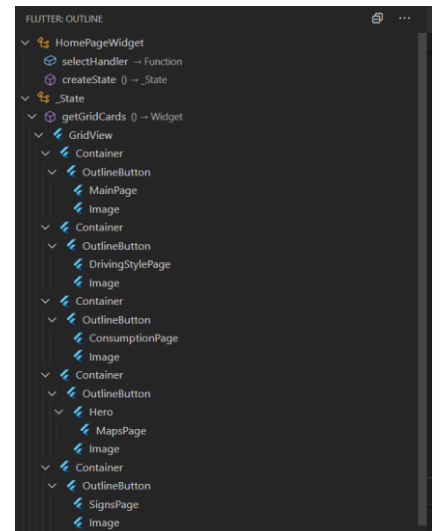 FLUTTER: OUTLINE
HomePageWidget
selectHandler → Function
createState () → _State
_State
getGridCards () → Widget
GridView
Container
OutlineButton
MainPage
Image
Container
OutlineButton
DrivingStylePage
Image
Container
OutlineButton
ConsumptionPage
Image
Container
OutlineButton
Hero
MapsPage
Image
Container
OutlineButton
SignsPage
Image